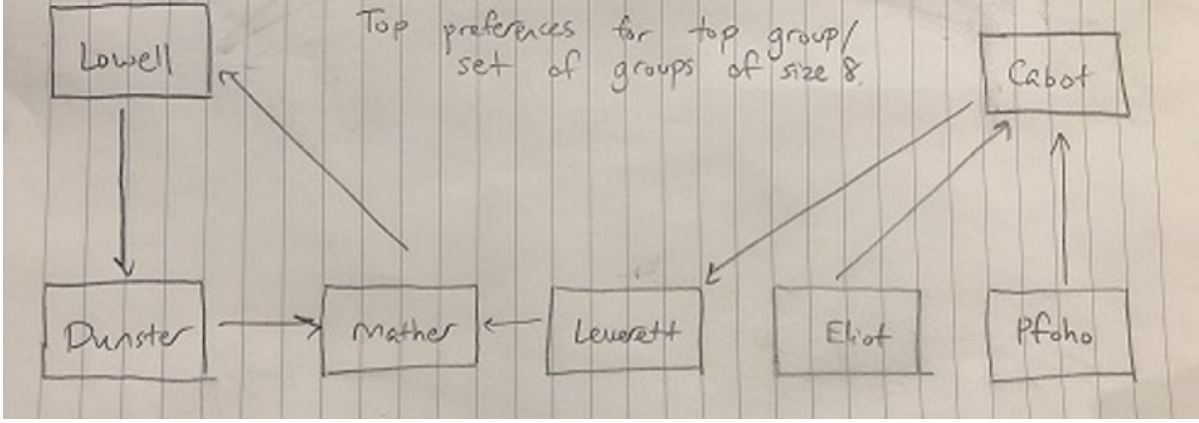 Top preferences for top group/
set of groups of size 8.
Lowell
Cabot
Dunster
Mather
Leverett
Eliot
Pfoho